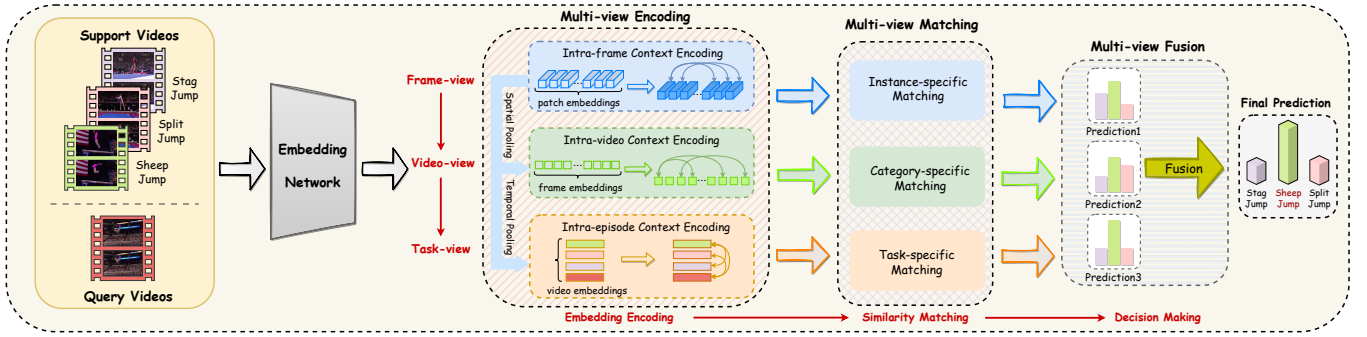 Support Videos
Stag
Jump
Split
Jump
Sheep
Jump
Query Videos
Embedding
Network
Frame-view
Video-view
Task-view
Multi-view Encoding
Spatial Pooling
Temporal Pooling
Intra-frame Context Encoding
patch embeddings
Intra-video Context Encoding
frame embeddings
Intra-episode Context Encoding
video embeddings
Multi-view Matching
Instance-specific
Matching
Category-specific
Matching
Task-specific
Matching
Multi-view Fusion
Prediction1
Prediction2
Prediction3
Fusion
Final Prediction
Stag
Jump
Sheep
Jump
Split
Jump
Embedding Encoding
Similarity Matching
Decision Making